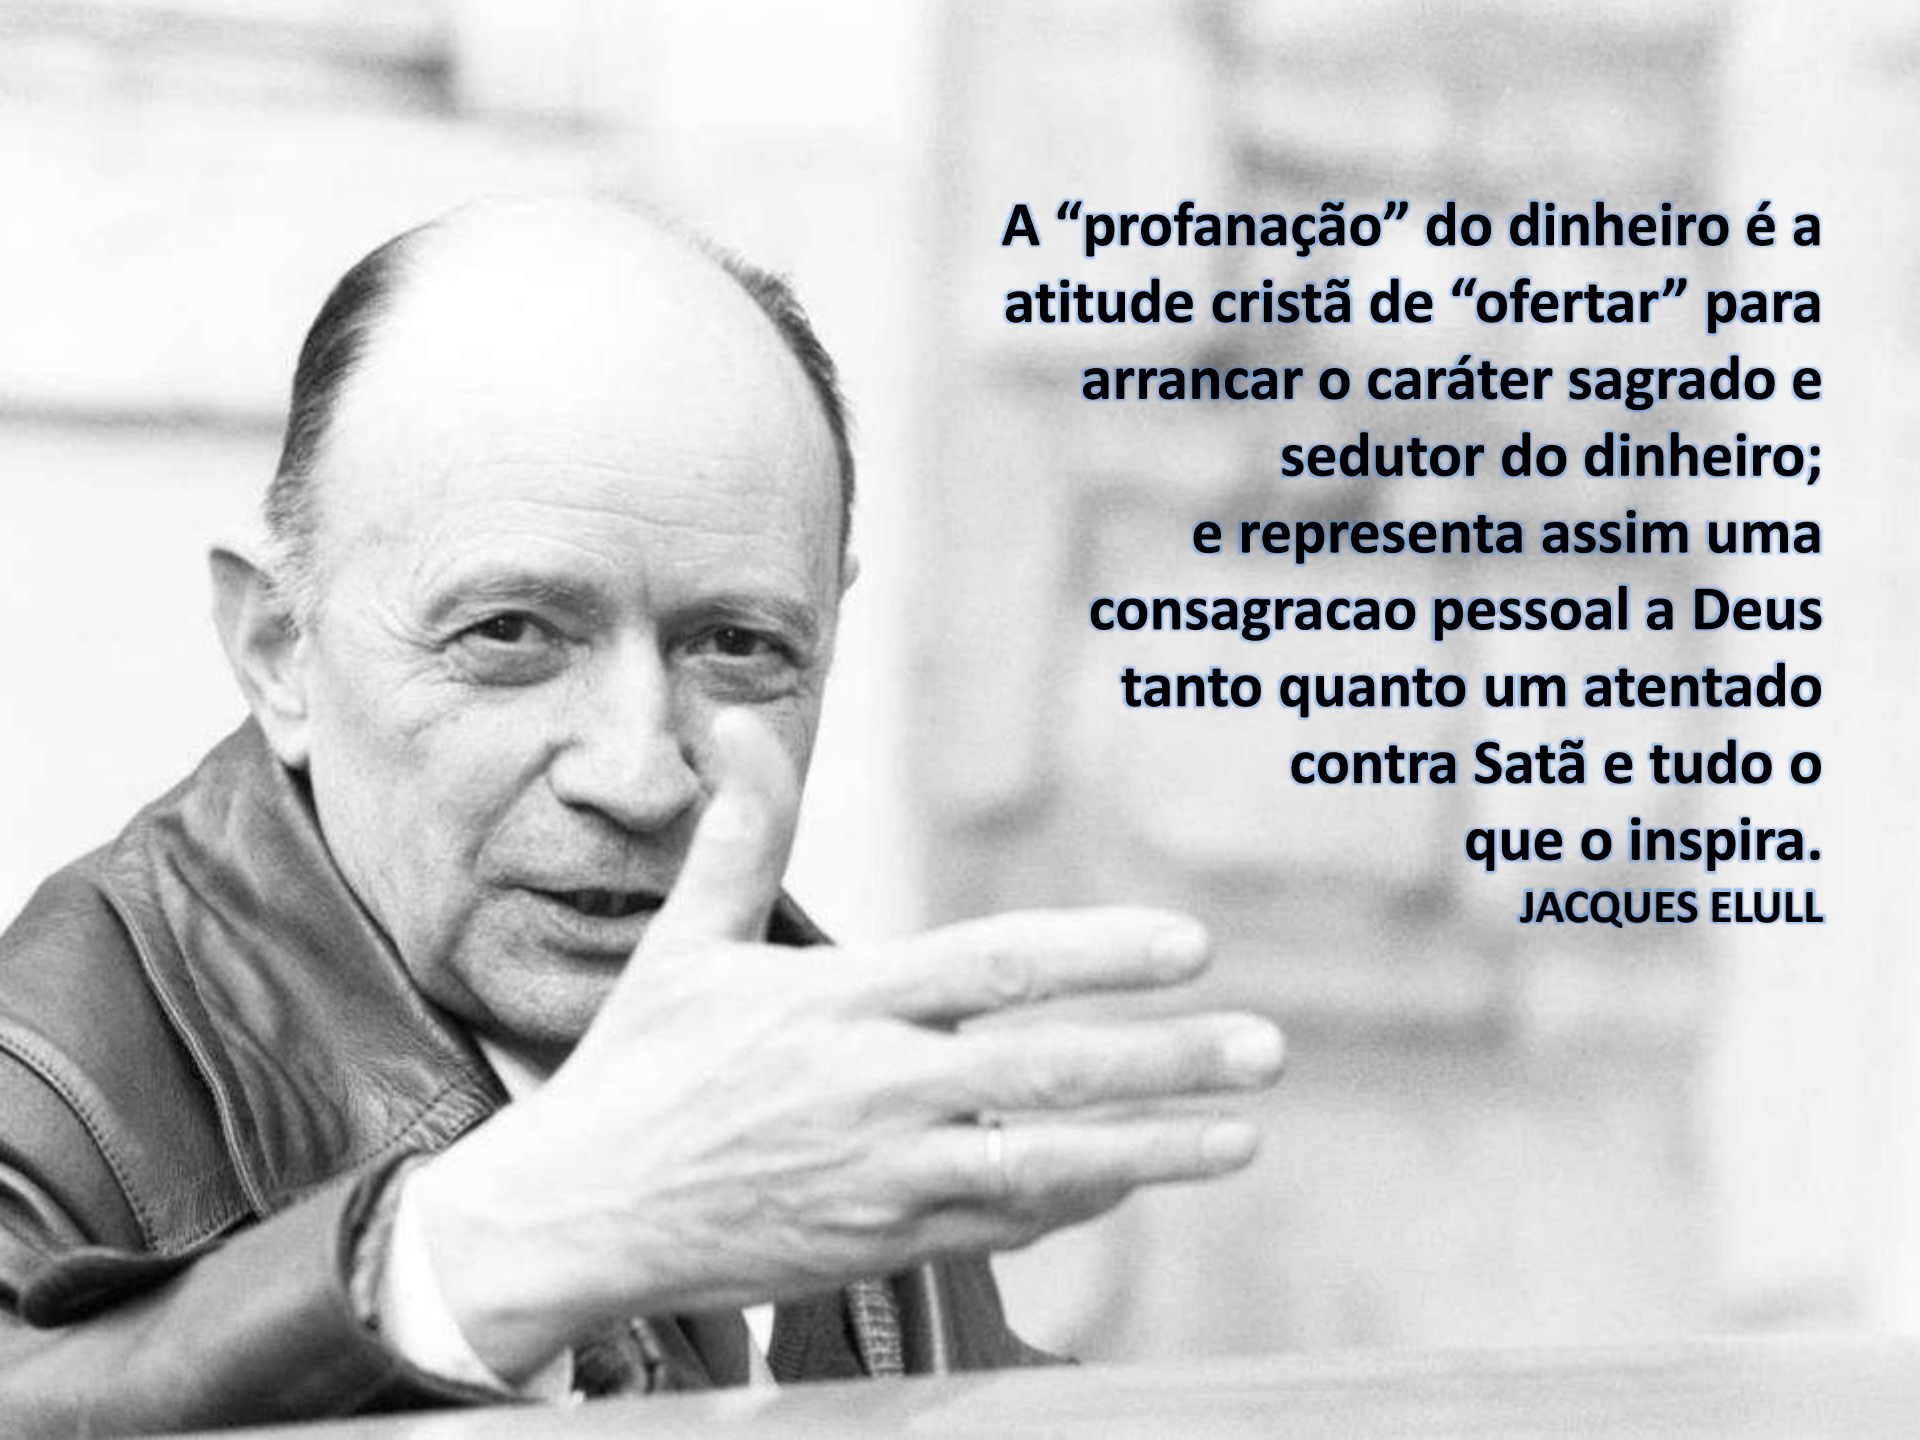 A “profanação” do dinheiro é a
atitude cristã de “ofertar” para
arrancar o caráter sagrado e
sedutor do dinheiro;
e representa assim uma
consagracao pessoal a Deus
tanto quanto um atentado
contra Satã e tudo o
que o inspira.
JACQUES ELULL